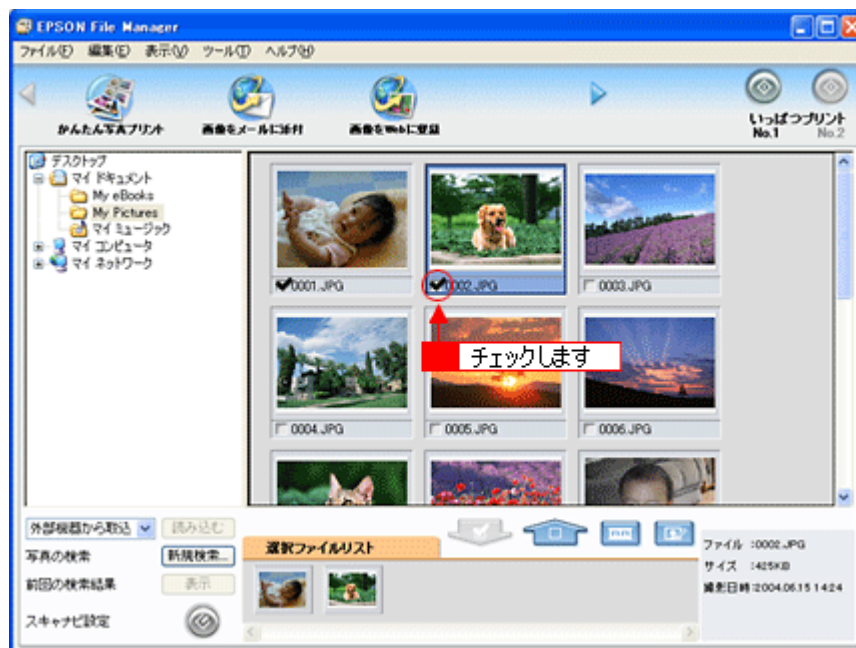 EPSON File Manager
ファイル(F) 編集(E) 表示(V) ツール(T) ヘルプ(H)
かんたん写真プリント 画像をメールに添付 画像をWebに登録 いっぱつプリント
No.1 No.2
デスクトップ
マイ ドキュメント
My eBooks
My Pictures
マイ ミュージック
マイ コンピュータ
マイ ネットワーク
0001.JPG 0002.JPG 0003.JPG
チェックします
0004.JPG 0005.JPG 0006.JPG
外部機器から取込 読み込む
写真の検索 新規検索...
前回の検索結果 表示
スキャナビ設定
選択ファイルリスト
ファイル :0002.JPG
サイズ :425KB
撮影日時:2004.06.15 14:24